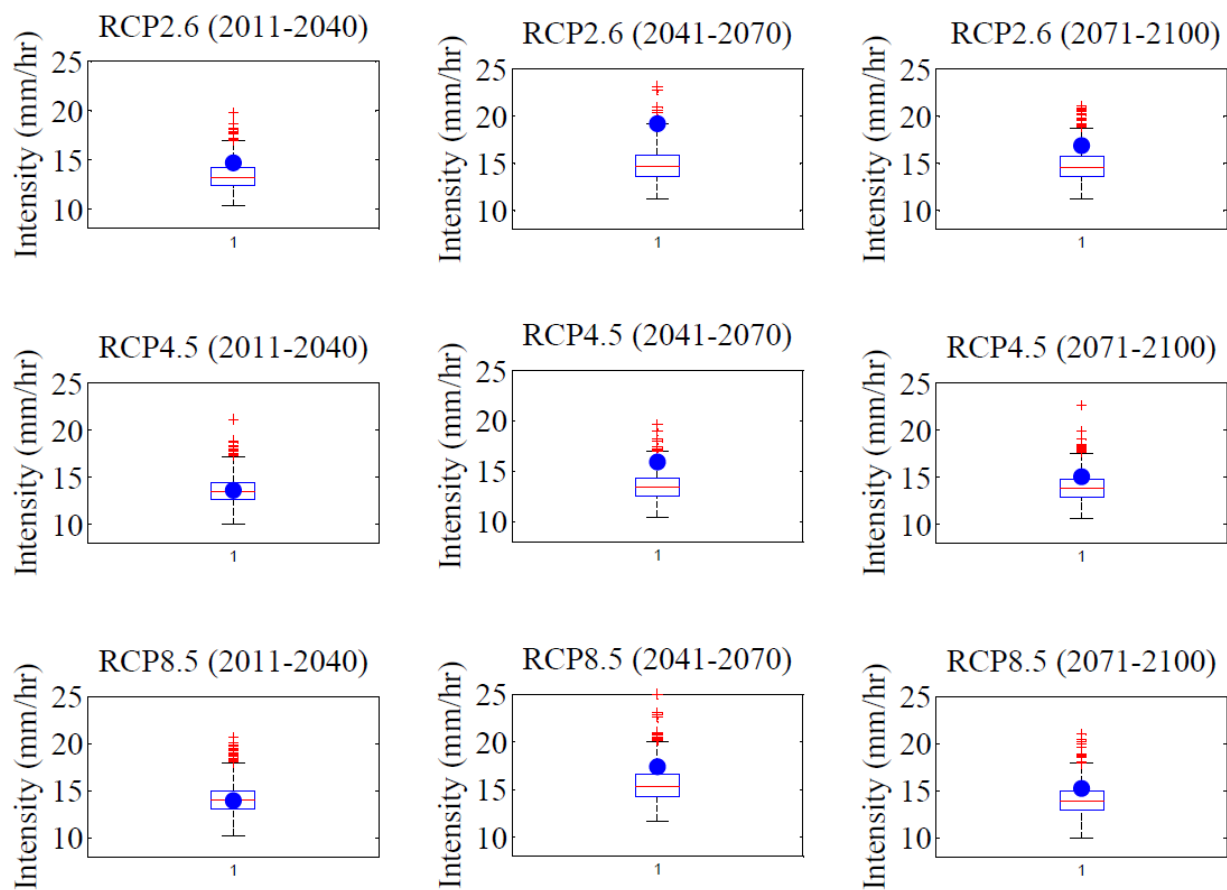 RCP2.6 (2011-2040)
Intensity (mm/hr)
25
20
15
10
1
RCP2.6 (2041-2070)
Intensity (mm/hr)
25
20
15
10
1
RCP2.6 (2071-2100)
Intensity (mm/hr)
25
20
15
10
1
RCP4.5 (2011-2040)
Intensity (mm/hr)
25
20
15
10
1
RCP4.5 (2041-2070)
Intensity (mm/hr)
25
20
15
10
1
RCP4.5 (2071-2100)
Intensity (mm/hr)
25
20
15
10
1
RCP8.5 (2011-2040)
Intensity (mm/hr)
25
20
15
10
1
RCP8.5 (2041-2070)
Intensity (mm/hr)
25
20
15
10
1
RCP8.5 (2071-2100)
Intensity (mm/hr)
25
20
15
10
1